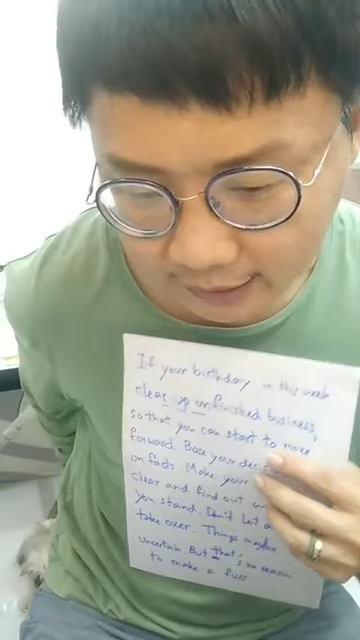 If your birthday in this week
clear up unfinished business,
so that you can start to move
forward. Base your
on facts Make your
clear and find out
you stand. Don't let
take over. Things maybe
uncertain But that's no reason
to make a fuss